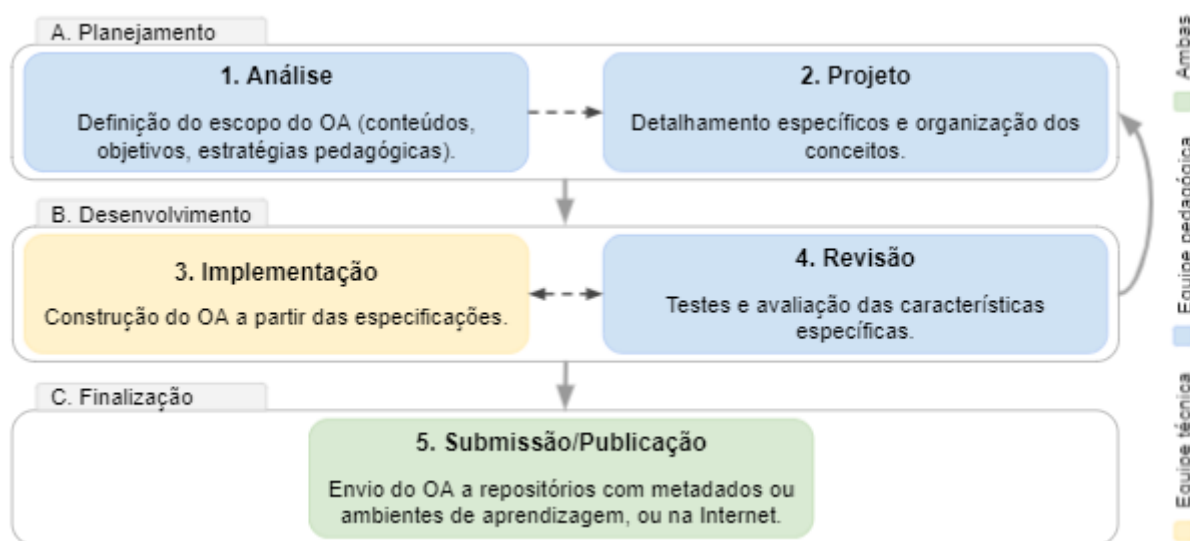 A. Planejamento
1. Análise
Definição do escopo do OA (conteúdos,
objetivos, estratégias pedagógicas).
2. Projeto
Detalhamento específicos e organização dos
conceitos.
B. Desenvolvimento
3. Implementação
Construção do OA a partir das especificações.
4. Revisão
Testes e avaliação das características
específicas.
C. Finalização
5. Submissão/Publicação
Envio do OA a repositórios com metadados ou
ambientes de aprendizagem, ou na Internet.
Equipe técnica
Equipe pedagógica
Ambas